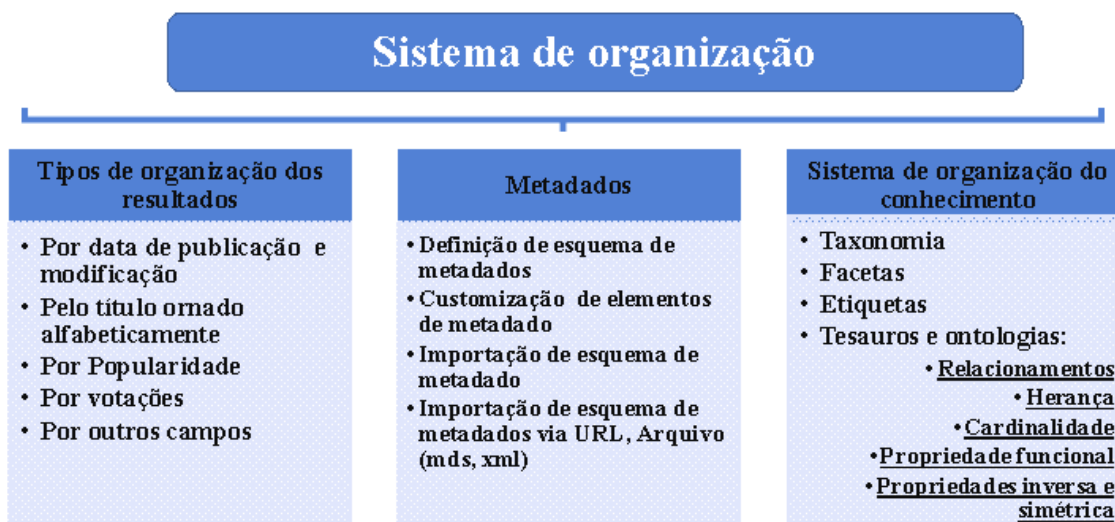 Sistema de organização
Tipos de organização dos
resultados
• Por data de publicação e
modificação
• Pelo título ornado
alfabeticamente
• Por Popularidade
• Por votações
• Por outros campos
Metadados
• Definição de esquema de
metadados
• Customização de elementos
de metadado
• Importação de esquema de
metadado
• Importação de esquema de
metadados via URL, Arquivo
(mds, xml)
Sistema de organização do
conhecimento
• Taxonomia
• Facetas
• Etiquetas
• Tesauros e ontologias:
• Relacionamentos
• Herança
• Cardinalidade
• Propriedade funcional
• Propriedades inversa e
simétrica